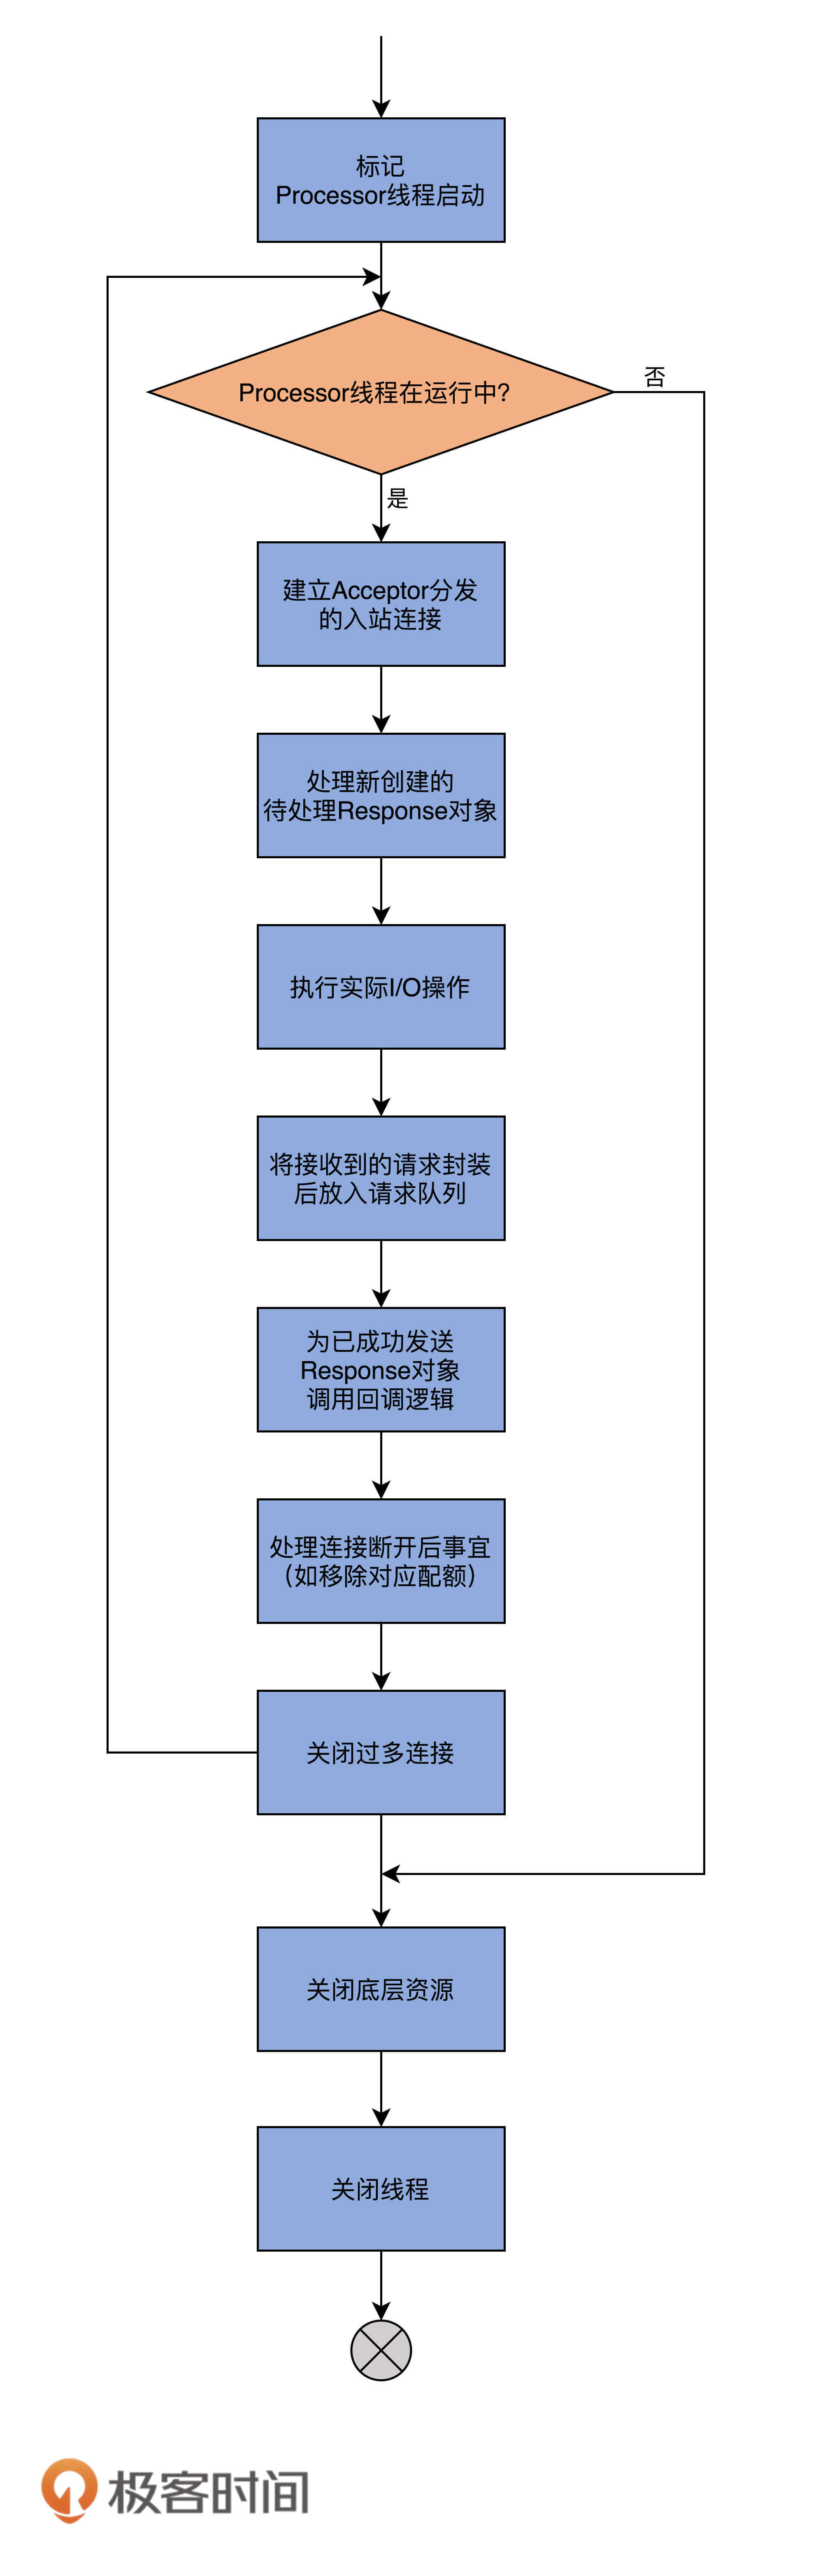 标记
Processor线程启动
Processor线程在运行中?
否
是
建立Acceptor分发
的入站连接
处理新创建的
待处理Response对象
执行实际I/O操作
将接收到的请求封装
后放入请求队列
为已成功发送
Response对象
调用回调逻辑
处理连接断开后事宜
（如移除对应配额）
关闭过多连接
关闭底层资源
关闭线程
极客时间